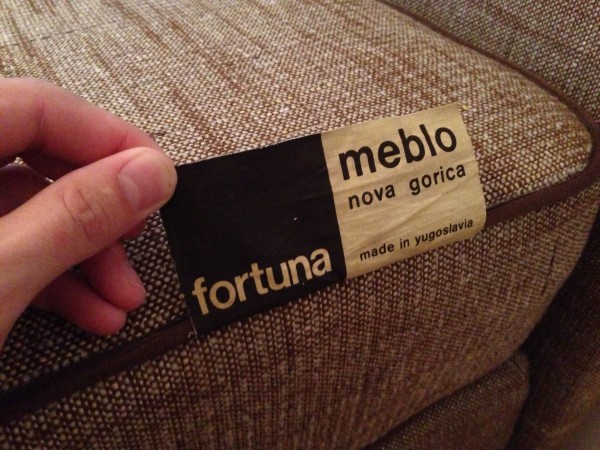 meblo
nova gorica
made in yugoslavia
fortuna